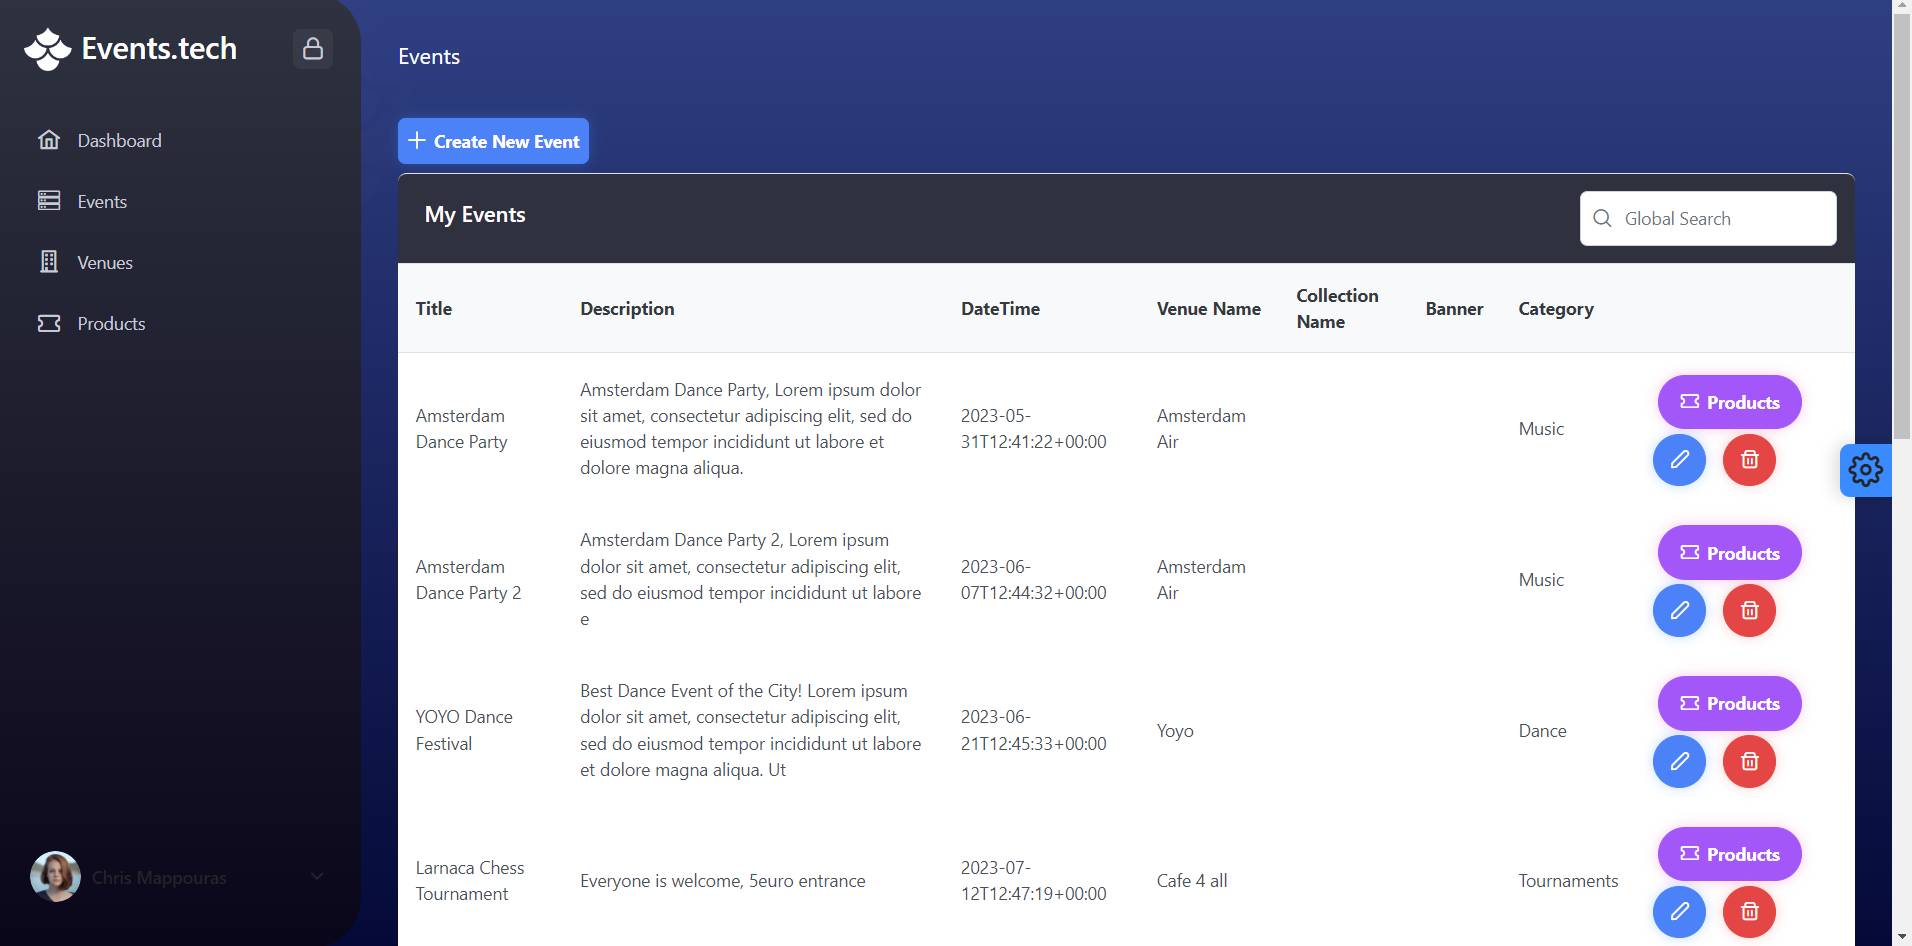 Events.tech
Dashboard
Events
Venues
Products
Chris Mappouras
Events
Create New Event
My Events
Global Search
Title Description DateTime Venue Name Collection Name Banner Category
Amsterdam
Dance Party
Amsterdam Dance Party, Lorem ipsum dolor
sit amet, consectetur adipiscing elit, sed do
eiusmod tempor incididunt ut labore et
dolore magna aliqua.
2023-05-
31T12:41:22+00:00
Amsterdam
Air
Music
Products
Amsterdam
Dance Party 2
Amsterdam Dance Party 2, Lorem ipsum
dolor sit amet, consectetur adipiscing elit,
sed do eiusmod tempor incididunt ut labore
e
2023-06-
07T12:44:32+00:00
Amsterdam
Air
Music
Products
YOYO Dance
Festival
Best Dance Event of the City! Lorem ipsum
dolor sit amet, consectetur adipiscing elit,
sed do eiusmod tempor incididunt ut labore
et dolore magna aliqua. Ut
2023-06-
21T12:45:33+00:00
Yoyo
Dance
Products
Larnaca Chess
Tournament
Everyone is welcome, 5euro entrance
2023-07-
12T12:47:19+00:00
Cafe 4 all
Tournaments
Products